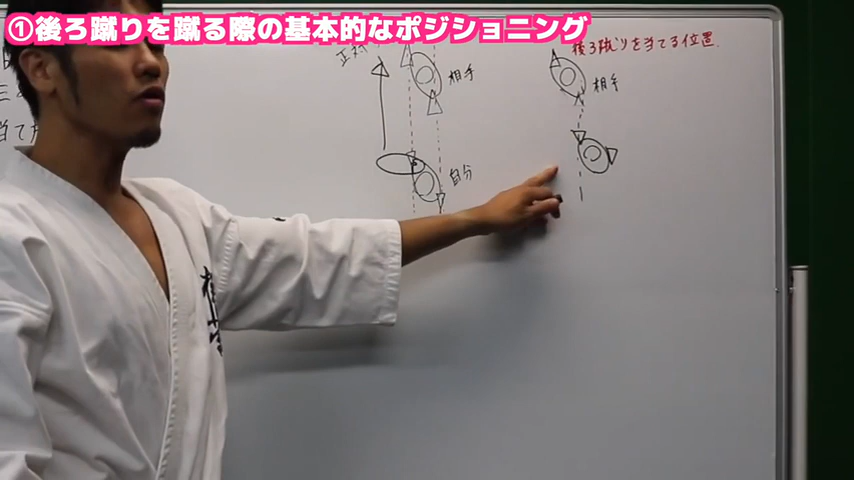 ①後ろ蹴りを蹴る際の基本的なポジショニング
後ろ蹴りを当てる位置.
相手
相手
自分